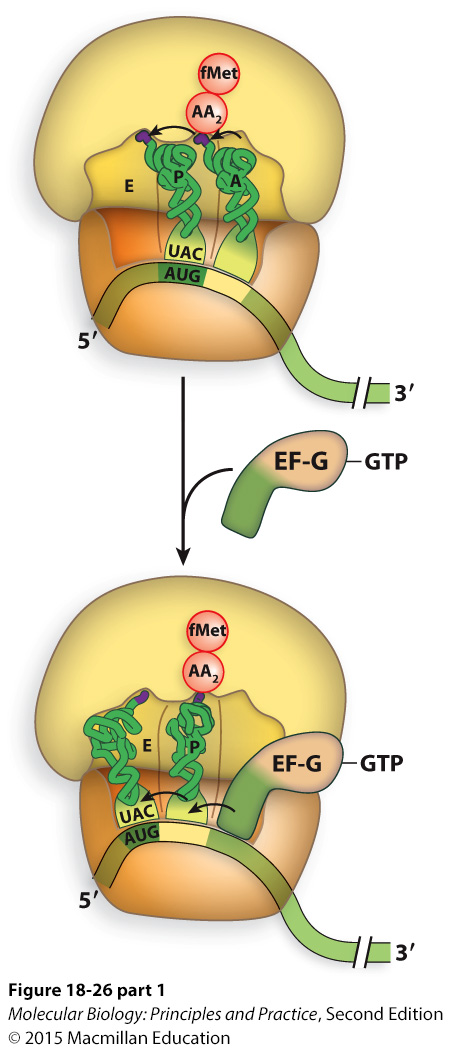 fMet
AA2
E
P
A
UAC
AUG
5′
3′
EF-G
GTP
fMet
AA2
E
P
EF-G
GTP
UAC
AUG
5′
3′
Figure 18-26 part 1
Molecular Biology: Principles and Practice, Second Edition
© 2015 Macmillan Education